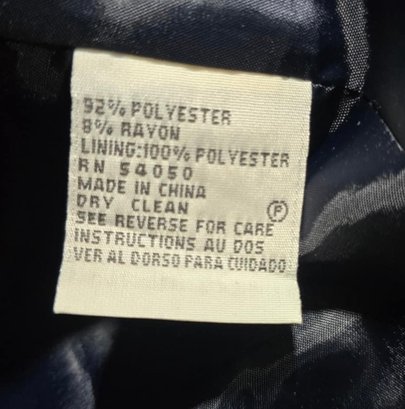 92% POLYESTER
8% RAYON
LINING:100% POLYESTER
RN 54050
MADE IN CHINA
DRY CLEAN Ⓟ
SEE REVERSE FOR CARE
INSTRUCTIONS AU DOS
VER AL DORSO PARA CUIDADO